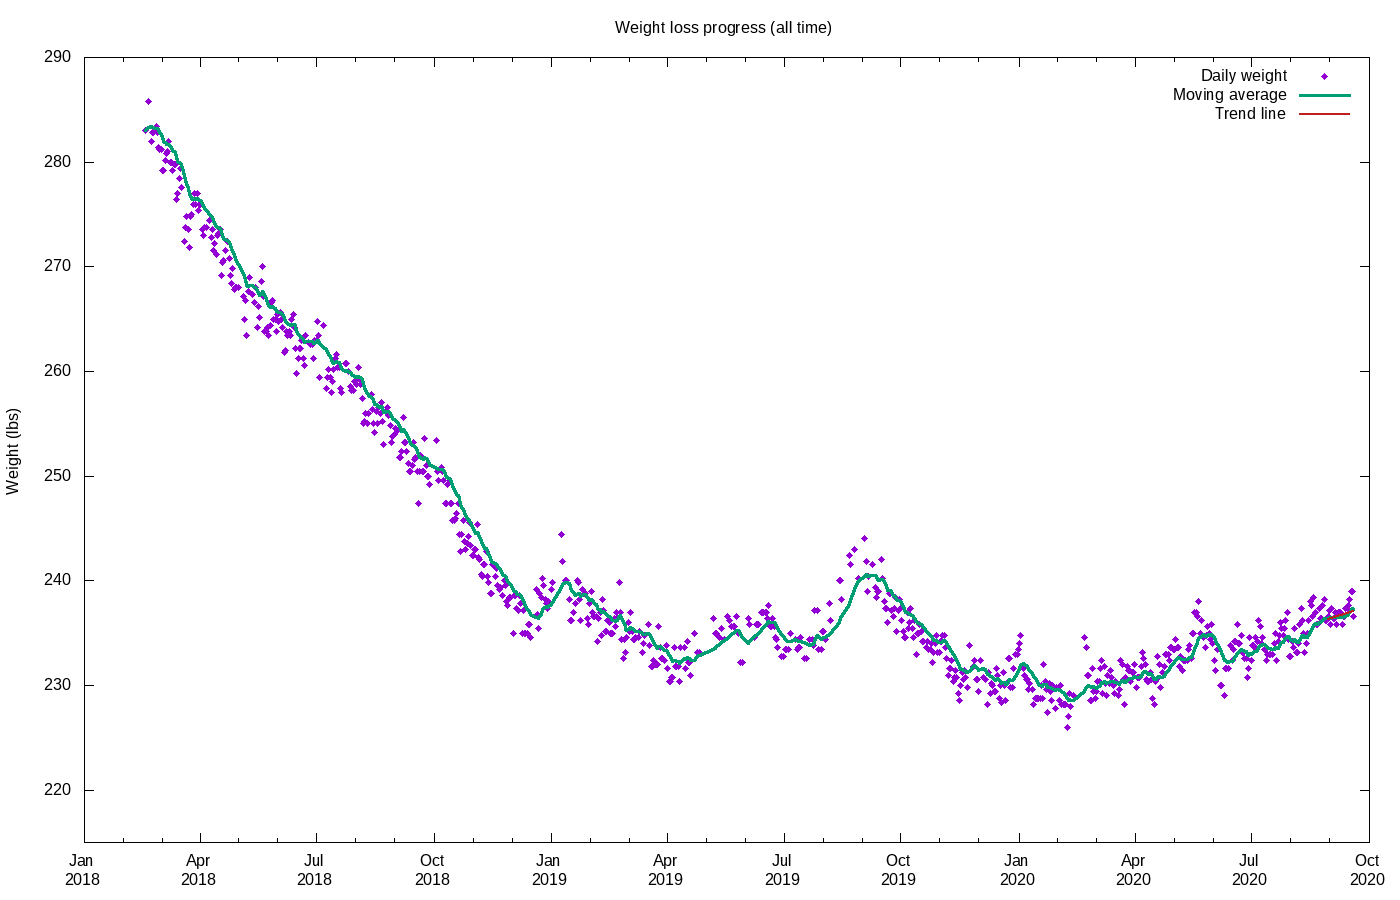 Weight loss progress (all time)
Daily weight
Moving average
Trend line
Weight (lbs)
290
280
270
260
250
240
230
220
Jan Apr Jul Oct Jan Apr Jul Oct Jan Apr Jul Oct
2018 2018 2018 2018 2019 2019 2019 2019 2020 2020 2020 2020